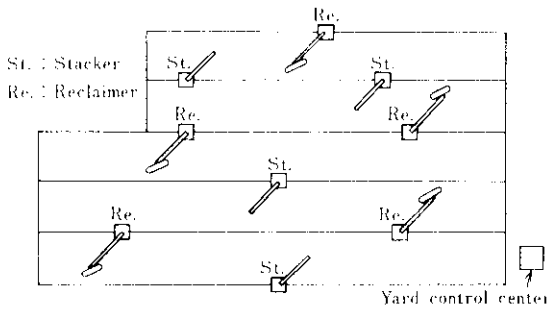 Re.
St. : Stacker
St.
St.
Re. : Reclaimer
Re.
Re.
St.
Re.
Re.
St.
Yard control center